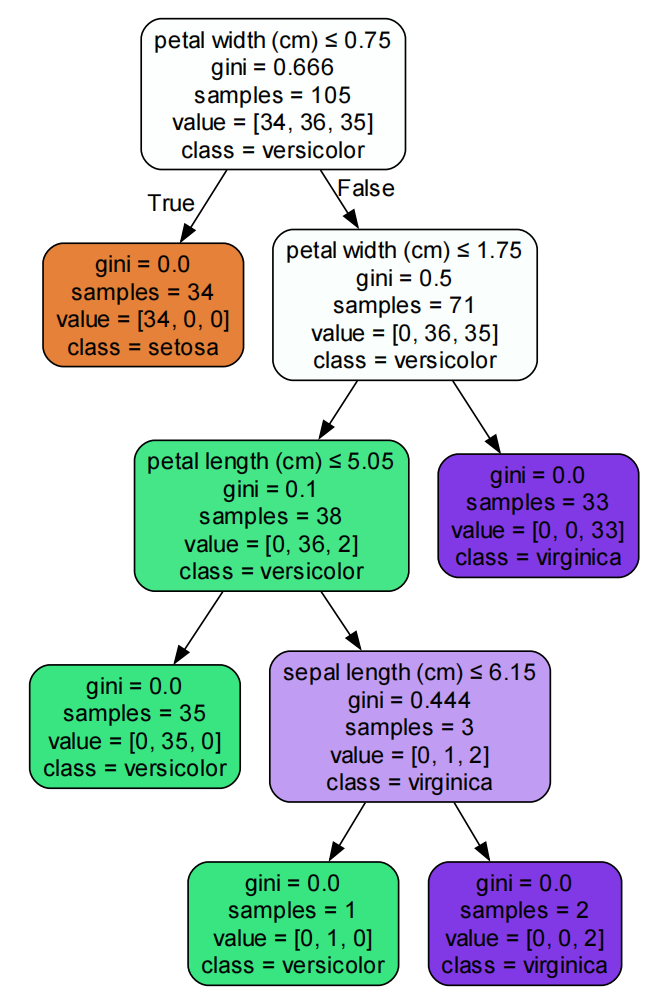 petal width (cm) ≤ 0.75
gini = 0.666
samples = 105
value = [34, 36, 35]
class = versicolor
True
False
gini = 0.0
samples = 34
value = [34, 0, 0]
class = setosa
petal width (cm) ≤ 1.75
gini = 0.5
samples = 71
value = [0, 36, 35]
class = versicolor
petal length (cm) ≤ 5.05
gini = 0.1
samples = 38
value = [0, 36, 2]
class = versicolor
gini = 0.0
samples = 33
value = [0, 0, 33]
class = virginica
gini = 0.0
samples = 35
value = [0, 35, 0]
class = versicolor
sepal length (cm) ≤ 6.15
gini = 0.444
samples = 3
value = [0, 1, 2]
class = virginica
gini = 0.0
samples = 1
value = [0, 1, 0]
class = versicolor
gini = 0.0
samples = 2
value = [0, 0, 2]
class = virginica